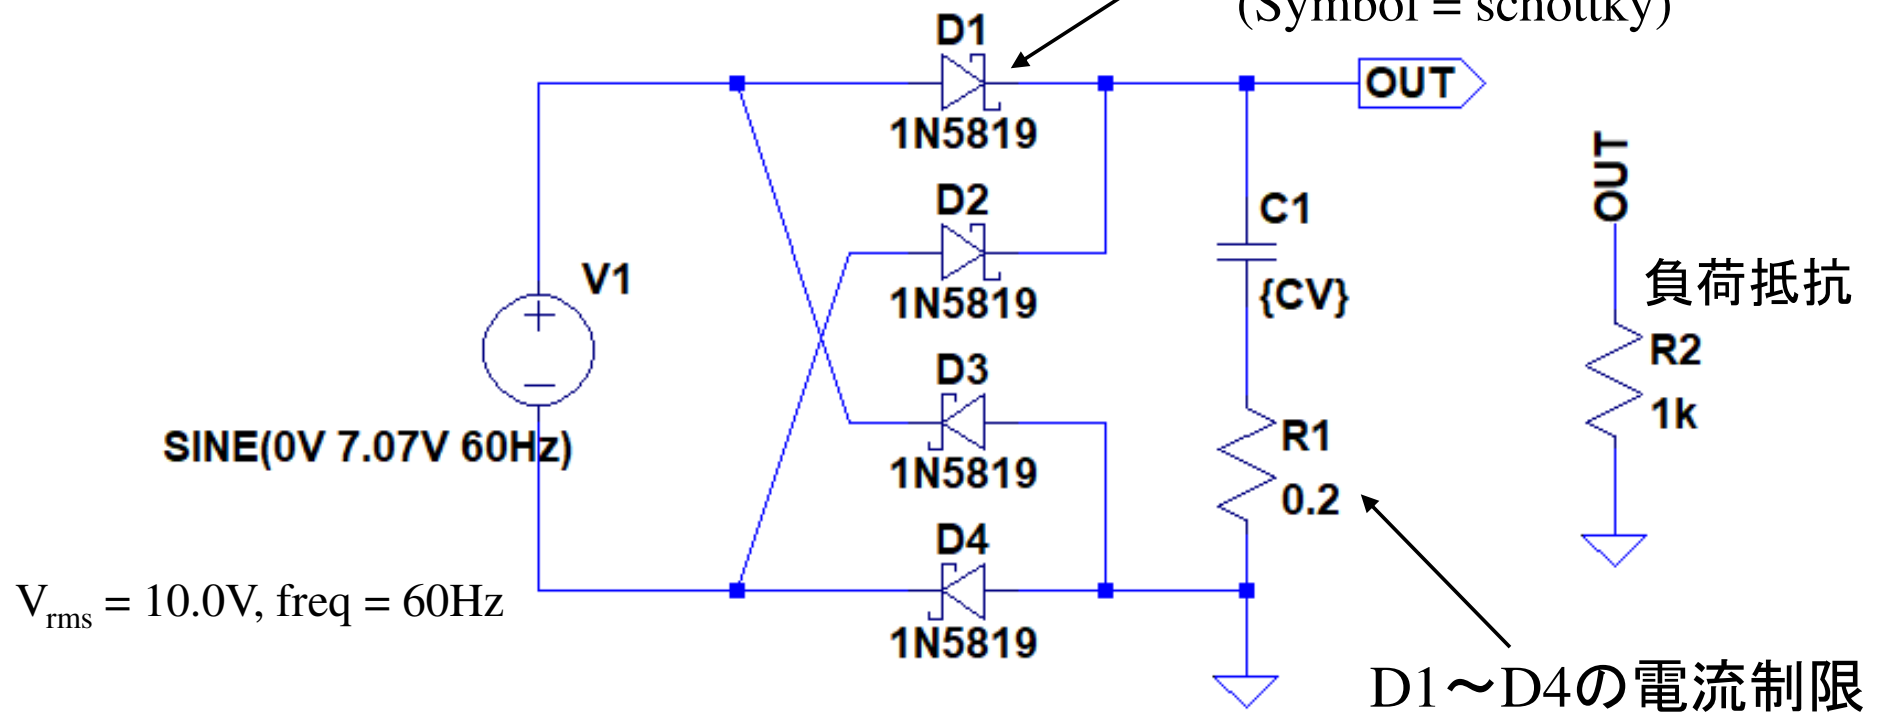 (Symbol = schottky)
D1
1N5819
OUT
D2
1N5819
C1
{CV}
OUT
負荷抵抗
R2
1k
V1
SINE(0V 7.07V 60Hz)
D3
1N5819
R1
0.2
D4
1N5819
Vrms = 10.0V, freq = 60Hz
D1～D4の電流制限